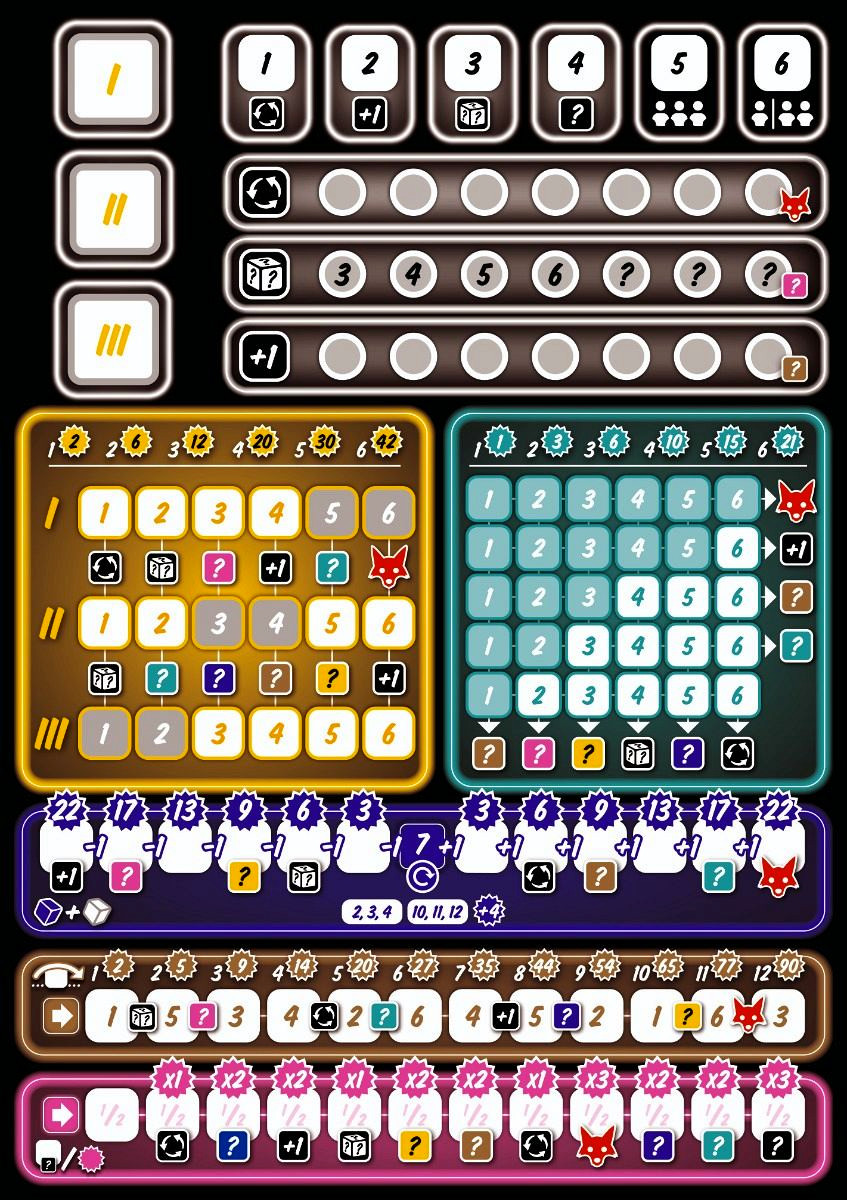 I 1 2 3 4 5 6
+1 ? ? ? ?
II
? ? ? 3 4 5 6 ? ? ? ?
III +1 ?
1 2 2 6 3 12 4 20 5 30 6 42
I 1 2 3 4 5 6
? ? ? ? +1 ?
II 1 2 3 4 5 6
? ? ? ? ? ? ? +1
III 1 2 3 4 5 6
1 1 2 3 3 6 4 10 5 15 6 21
1 2 3 4 5 6
1 2 3 4 5 6 +1
1 2 3 4 5 6 ?
1 2 3 4 5 6 ?
1 2 3 4 5 6
? ? ? ? ? ? ?
22 17 13 9 6 3 3 6 9 13 17 22
-1 -1 -1 -1 -1 -1 7 +1 +1 +1 +1 +1 +1
+1 ? ? ? ? ? ? ?
+ 2, 3, 4 10, 11, 12 +4
1 2 2 5 3 9 4 14 5 20 6 27 7 35 8 44 9 54 10 65 11 77 12 90
1 ? ? 5 ? 3 4 2 ? 6 4 +1 5 ? 2 1 ? 6 3
x1 x2 x2 x1 x2 x2 x1 x3 x2 x2 x3
1/2 1/2 1/2 1/2 1/2 1/2 1/2 1/2 1/2 1/2 1/2 1/2
? / ? +1 ? ? ? ? ? ? ? ?